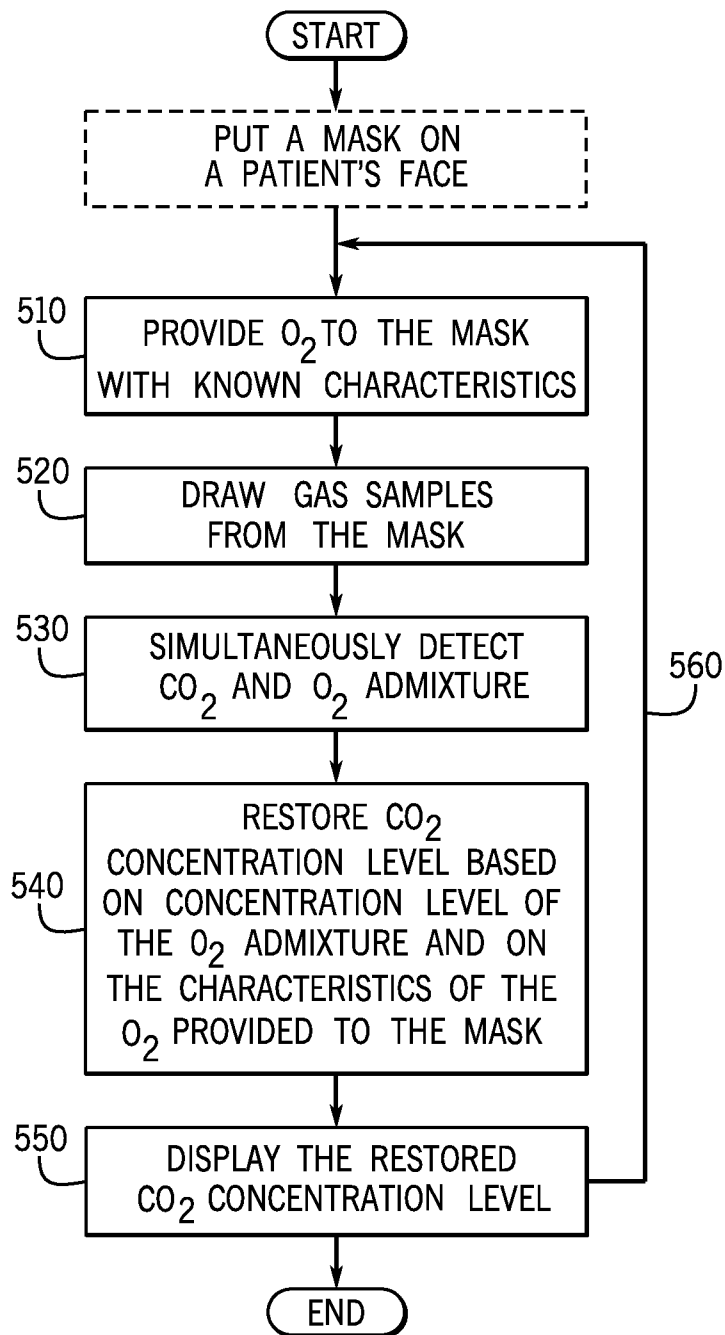 START
PUT A MASK ON
A PATIENT'S FACE
510
PROVIDE O2 TO THE MASK
WITH KNOWN CHARACTERISTICS
520
DRAW GAS SAMPLES
FROM THE MASK
530
SIMULTANEOUSLY DETECT
CO2 AND O2 ADMIXTURE
560
540
RESTORE CO2
CONCENTRATION LEVEL BASED
ON CONCENTRATION LEVEL OF
THE O2 ADMIXTURE AND ON
THE CHARACTERISTICS OF THE
O2 PROVIDED TO THE MASK
550
DISPLAY THE RESTORED
CO2 CONCENTRATION LEVEL
END